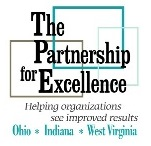 The
Partnership
for Excellence
Helping organizations
see improved results
Ohio * Indiana * West Virginia